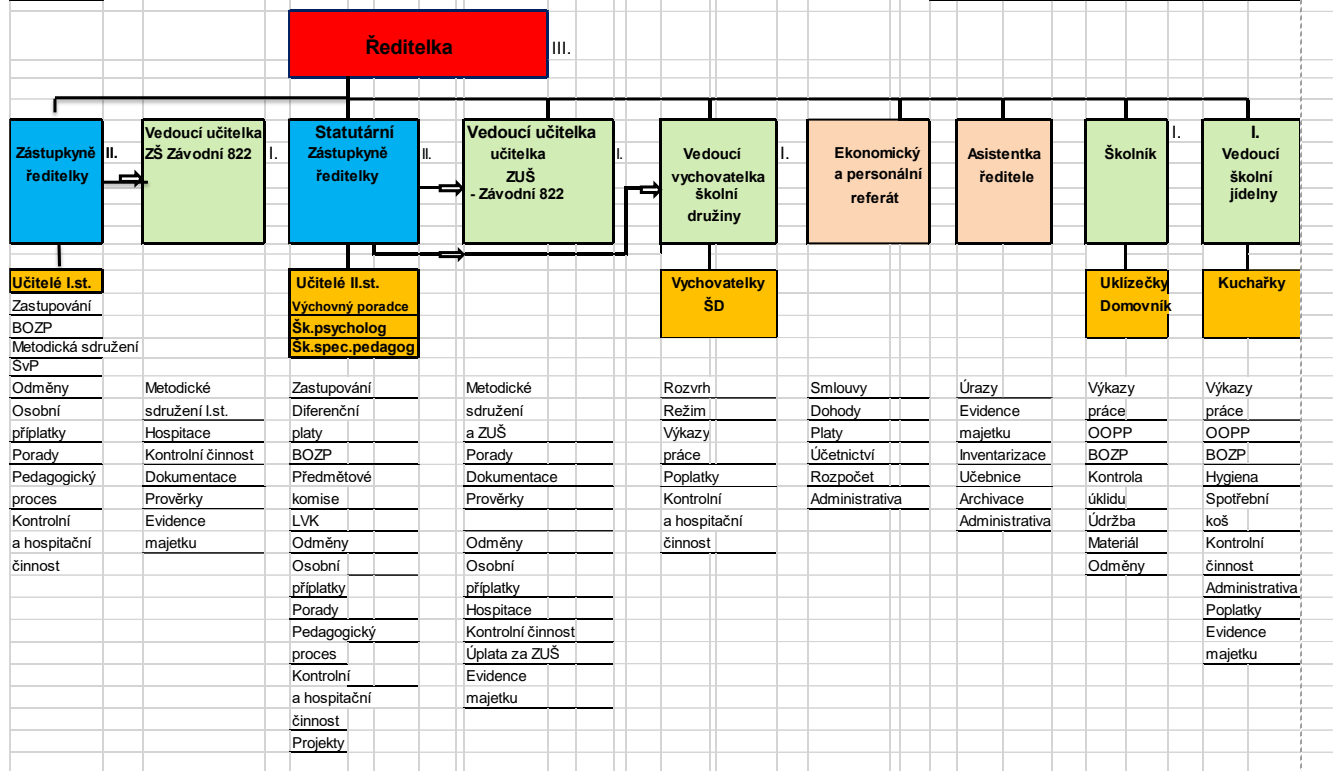 Ředitelka
III.
Zástupkyně
ředitelky
II.
Vedoucí učitelka
ZŠ Závodní 822
I.
Statutární
Zástupkyně
ředitelky
II.
Vedoucí učitelka
učitelka
ZUŠ
- Závodní 822
I.
Vedoucí
vychovatelka
školní
družiny
I.
Ekonomický
a personální
referát
Asistentka
ředitele
Školník
I.
I.
Vedoucí
školní
jídelny
Učitelé I.st.
Zastupování
BOZP
Metodická sdružení
ŠvP
Odměny
Osobní
příplatky
Porady
Pedagogický
proces
Kontrolní
a hospitační
činnost
Metodické
sdružení I.st.
Hospitace
Kontrolní činnost
Dokumentace
Prověrky
Evidence
majetku
Učitelé II.st.
Výchovný poradce
Šk.psycholog
Šk.spec.pedagog
Zastupování
Diferenční
platy
BOZP
Předmětové
komise
LVK
Odměny
Osobní
příplatky
Porady
Pedagogický
proces
Kontrolní
a hospitační
činnost
Projekty
Metodické
sdružení
a ZUŠ
Porady
Dokumentace
Prověrky
Odměny
Osobní
příplatky
Hospitace
Kontrolní činnost
Úplata za ZUŠ
Evidence
majetku
Vychovatelky
ŠD
Rozvrh
Režim
Výkazy
práce
Poplatky
Kontrolní
a hospitační
činnost
Smlouvy
Dohody
Platy
Účetnictví
Rozpočet
Administrativa
Úrazy
Evidence
majetku
Inventarizace
Učebnice
Archivace
Administrativa
Uklízečky
Domovník
Výkazy
práce
OOPP
BOZP
Kontrola
úklidu
Údržba
Materiál
Odměny
Kuchařky
Výkazy
práce
OOPP
BOZP
Hygiena
Spotřební
koš
Kontrolní
činnost
Administrativa
Poplatky
Evidence
majetku